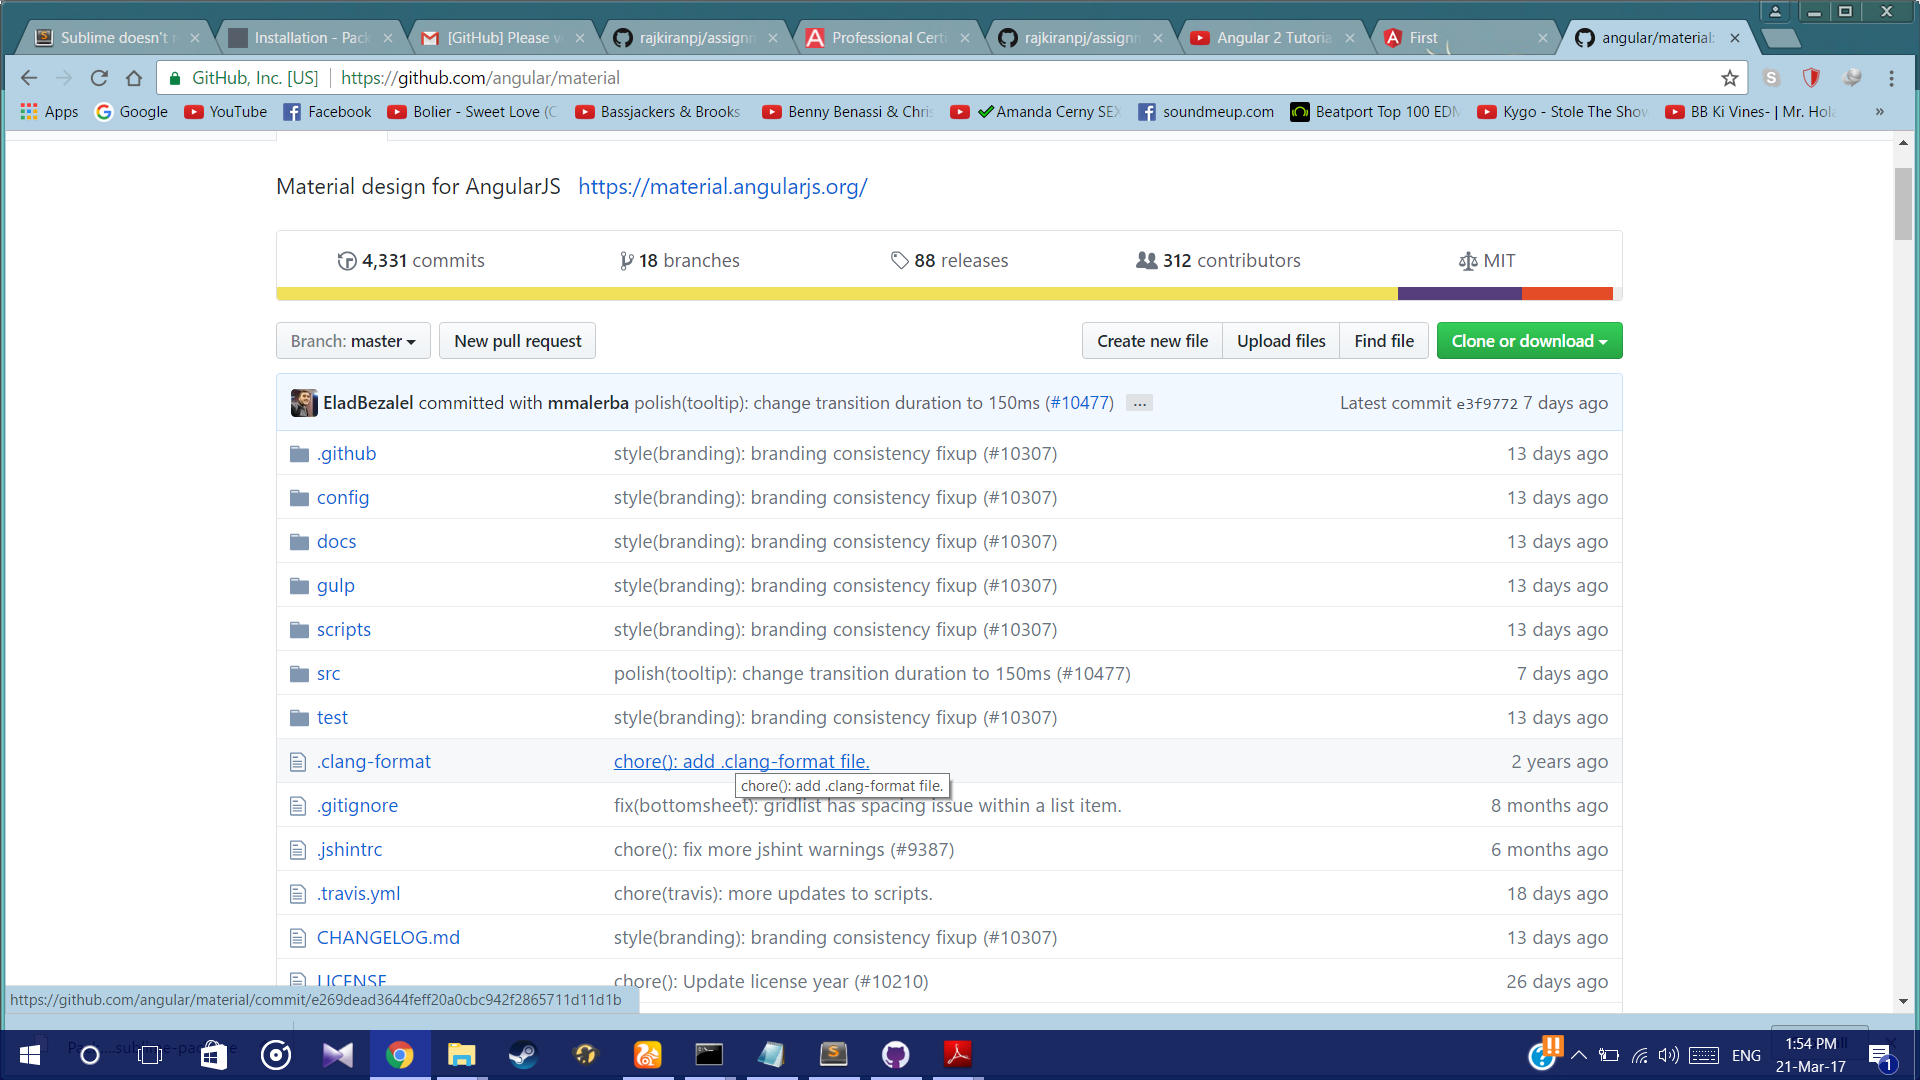 Sublime doesn't
Installation - Pack
[GitHub] Please v
rajkiranpj/assignm
Professional Certi
rajkiranpj/assignm
Angular 2 Tutoria
First
angular/material:
GitHub, Inc. [US] https://github.com/angular/material
Apps Google YouTube Facebook Bolier - Sweet Love (C Bassjackers & Brooks Benny Benassi & Chris Amanda Cerny SEX soundmeup.com Beatport Top 100 EDM Kygo - Stole The Show BB Ki Vines- | Mr. Hola »
Material design for AngularJS https://material.angularjs.org/
4,331 commits 18 branches 88 releases 312 contributors MIT
Branch: master New pull request Create new file Upload files Find file Clone or download
EladBezalel committed with mmalerba polish(tooltip): change transition duration to 150ms (#10477) … Latest commit e3f9772 7 days ago
.github style(branding): branding consistency fixup (#10307) 13 days ago
config style(branding): branding consistency fixup (#10307) 13 days ago
docs style(branding): branding consistency fixup (#10307) 13 days ago
gulp style(branding): branding consistency fixup (#10307) 13 days ago
scripts style(branding): branding consistency fixup (#10307) 13 days ago
src polish(tooltip): change transition duration to 150ms (#10477) 7 days ago
test style(branding): branding consistency fixup (#10307) 13 days ago
.clang-format chore(): add .clang-format file. 2 years ago
chore(): add .clang-format file.
.gitignore fix(bottomsheet): gridlist has spacing issue within a list item. 8 months ago
.jshintrc chore(): fix more jshint warnings (#9387) 6 months ago
.travis.yml chore(travis): more updates to scripts. 18 days ago
CHANGELOG.md style(branding): branding consistency fixup (#10307) 13 days ago
LICENSE chore(): Update license year (#10210) 26 days ago
https://github.com/angular/material/commit/e269dead3644feff20a0cbc942f2865711d11d1b
ENG
1:54 PM
21-Mar-17
1